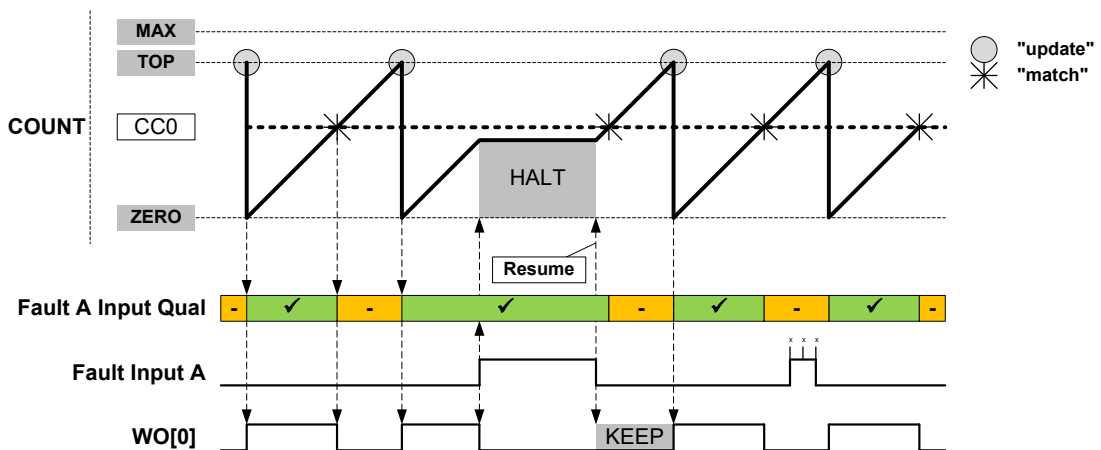 MAX
TOP
"update"
"match"
COUNT
CC0
HALT
ZERO
Resume
Fault A Input Qual - ✓ - ✓ - ✓ - ✓ -
x x x
Fault Input A
WO[0] KEEP